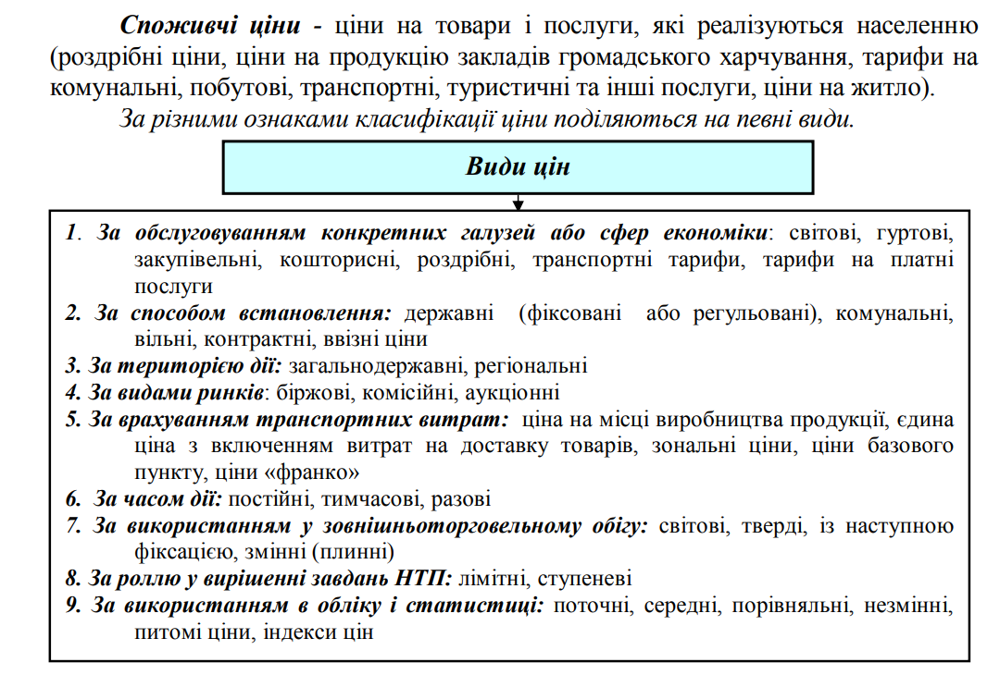 Споживчі ціни - ціни на товари і послуги, які реалізуються населенню
(роздрібні ціни, ціни на продукцію закладів громадського харчування, тарифи на
комунальні, побутові, транспортні, туристичні та інші послуги, ціни на житло).
За різними ознаками класифікації ціни поділяються на певні види.
Види цін
1. За обслуговуванням конкретних галузей або сфер економіки: світові, гуртові,
закупівельні, кошторисні, роздрібні, транспортні тарифи, тарифи на платні
послуги
2. За способом встановлення: державні (фіксовані або регульовані), комунальні,
вільні, контрактні, ввізні ціни
3. За територією дії: загальнодержавні, регіональні
4. За видами ринків: біржові, комісійні, аукціонні
5. За врахуванням транспортних витрат: ціна на місці виробництва продукції, єдина
ціна з включенням витрат на доставку товарів, зональні ціни, ціни базового
пункту, ціни «франко»
6. За часом дії: постійні, тимчасові, разові
7. За використанням у зовнішньоторговельному обігу: світові, тверді, із наступною
фіксацією, змінні (плинні)
8. За роллю у вирішенні завдань НТП: лімітні, ступеневі
9. За використанням в обліку і статистиці: поточні, середні, порівняльні, незмінні,
питомі ціни, індекси цін